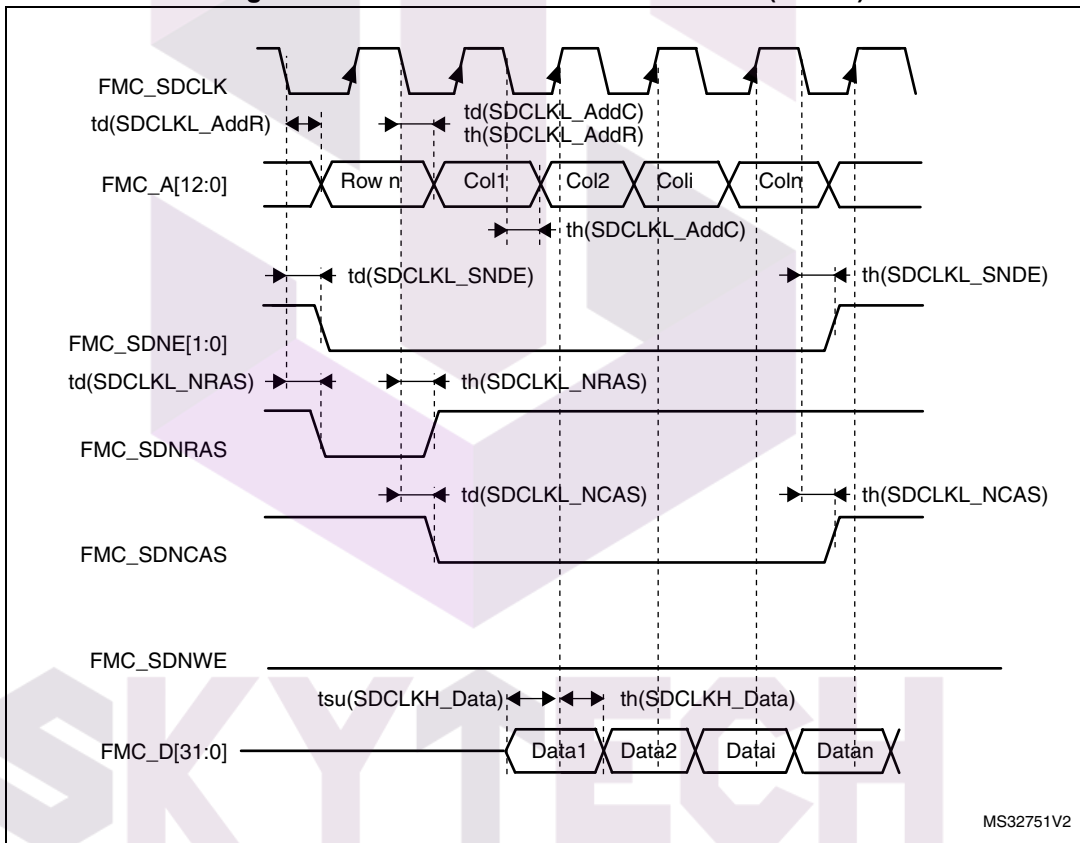 FMC_SDCLK
td(SDCLKL_AddR)
td(SDCLKL_AddC)
th(SDCLKL_AddR)
FMC_A[12:0]
Row n
Col1
Col2
Coli
Coln
th(SDCLKL_AddC)
td(SDCLKL_SNDE)
th(SDCLKL_SNDE)
FMC_SDNE[1:0]
td(SDCLKL_NRAS)
th(SDCLKL_NRAS)
FMC_SDNRAS
td(SDCLKL_NCAS)
th(SDCLKL_NCAS)
FMC_SDNCAS
FMC_SDNWE
tsu(SDCLKH_Data)
th(SDCLKH_Data)
FMC_D[31:0]
Data1
Data2
Datai
Datan
SKYTECH
MS32751V2